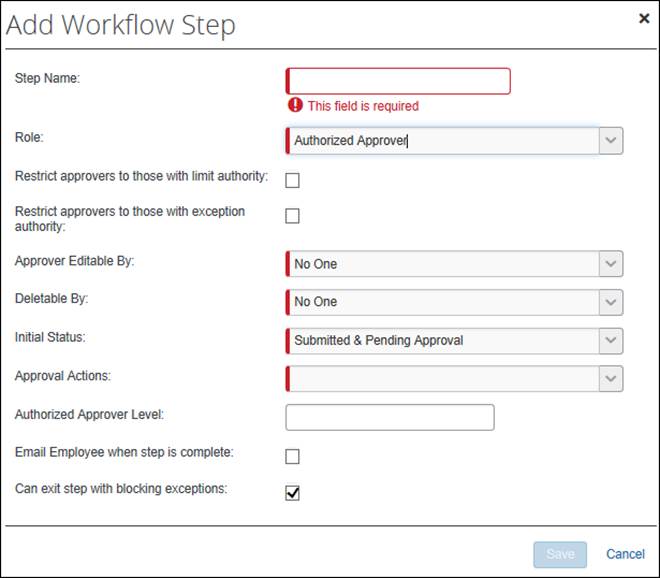 Add Workflow Step
Step Name:
This field is required
Role:
Authorized Approver
Restrict approvers to those with limit authority:
Restrict approvers to those with exception
authority:
Approver Editable By:
No One
Deletable By:
No One
Initial Status:
Submitted & Pending Approval
Approval Actions:
Authorized Approver Level:
Email Employee when step is complete:
Can exit step with blocking exceptions:
Save
Cancel